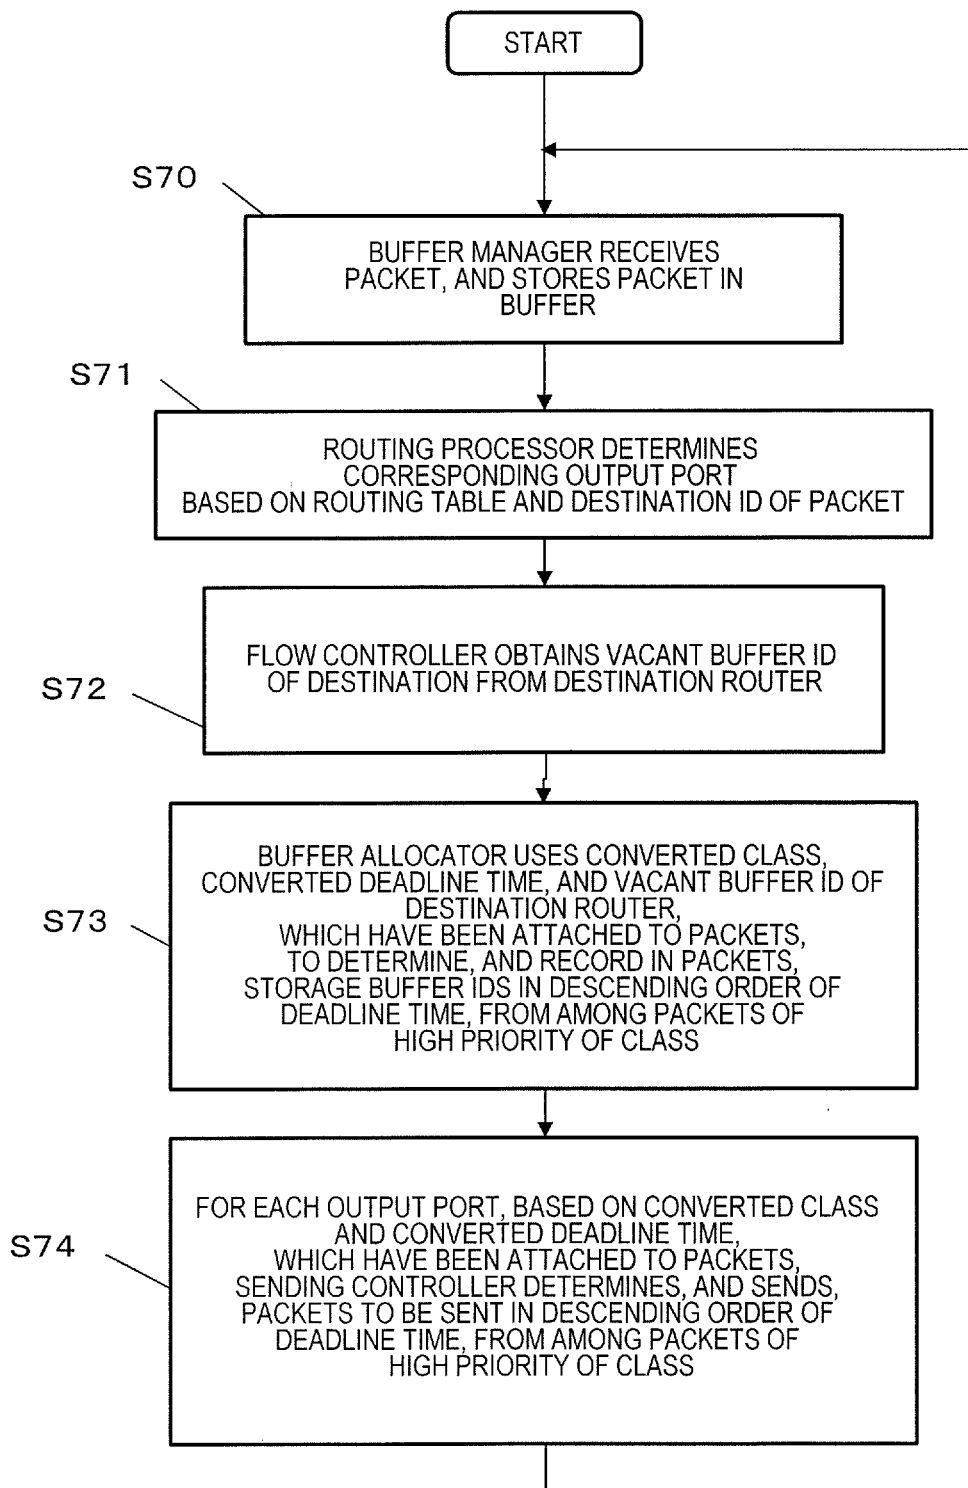 START
S70
BUFFER MANAGER RECEIVES
PACKET, AND STORES PACKET IN
BUFFER
S71
ROUTING PROCESSOR DETERMINES
CORRESPONDING OUTPUT PORT
BASED ON ROUTING TABLE AND DESTINATION ID OF PACKET
S72
FLOW CONTROLLER OBTAINS VACANT BUFFER ID
OF DESTINATION FROM DESTINATION ROUTER
S73
BUFFER ALLOCATOR USES CONVERTED CLASS,
CONVERTED DEADLINE TIME, AND VACANT BUFFER ID OF
DESTINATION ROUTER,
WHICH HAVE BEEN ATTACHED TO PACKETS,
TO DETERMINE, AND RECORD IN PACKETS,
STORAGE BUFFER IDS IN DESCENDING ORDER OF
DEADLINE TIME, FROM AMONG PACKETS OF
HIGH PRIORITY OF CLASS
S74
FOR EACH OUTPUT PORT, BASED ON CONVERTED CLASS
AND CONVERTED DEADLINE TIME,
WHICH HAVE BEEN ATTACHED TO PACKETS,
SENDING CONTROLLER DETERMINES, AND SENDS,
PACKETS TO BE SENT IN DESCENDING ORDER OF
DEADLINE TIME, FROM AMONG PACKETS OF
HIGH PRIORITY OF CLASS